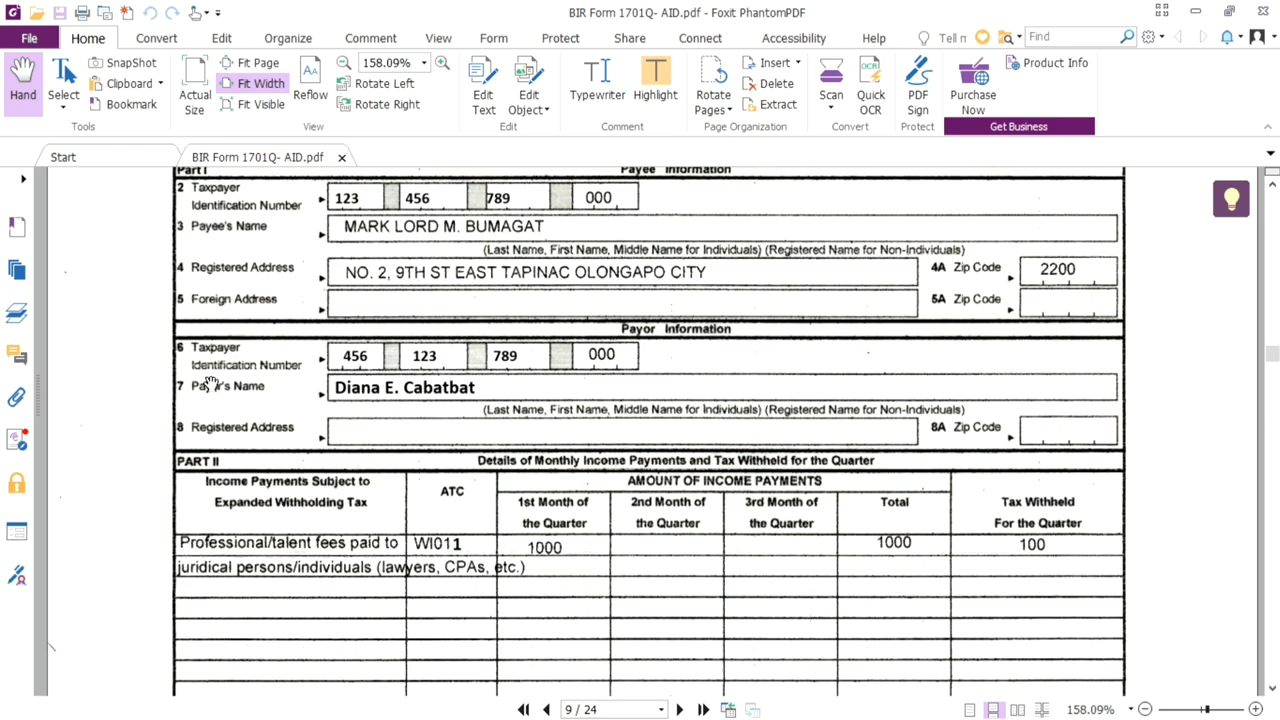 BIR Form 1701Q- AID.pdf - Foxit PhantomPDF
File Home Convert Edit Organize Comment View Form Protect Share Connect Accessibility Help Tell m Find
Hand
Select
SnapShot
Clipboard
Bookmark
Tools
Actual Size
Fit Page
Fit Width
Fit Visible
Reflow
158.09%
Rotate Left
Rotate Right
View
Edit Text
Edit Object
Edit
Typewriter
Highlight
Comment
Rotate Pages
Insert
Delete
Extract
Page Organization
Scan
Quick OCR
Convert
PDF Sign
Protect
Purchase Now
Product Info
Get Business
Start
BIR Form 1701Q- AID.pdf
Part I Payee Information
2 Taxpayer
Identification Number 123 456 789 000
3 Payee's Name MARK LORD M. BUMAGAT
(Last Name, First Name, Middle Name for Individuals) (Registered Name for Non-Individuals)
4 Registered Address NO. 2, 9TH ST EAST TAPINAC OLONGAPO CITY 4A Zip Code 2200
5 Foreign Address 5A Zip Code
Payor Information
6 Taxpayer
Identification Number 456 123 789 000
7 Payor's Name Diana E. Cabatbat
(Last Name, First Name, Middle Name for Individuals) (Registered Name for Non-Individuals)
8 Registered Address 8A Zip Code
PART II Details of Monthly Income Payments and Tax Withheld for the Quarter
Income Payments Subject to Expanded Withholding Tax
ATC
AMOUNT OF INCOME PAYMENTS
1st Month of the Quarter
2nd Month of the Quarter
3rd Month of the Quarter
Total
Tax Withheld For the Quarter
Professional/talent fees paid to WI011 1000 1000 100
juridical persons/individuals (lawyers, CPAs, etc.)
9 / 24
158.09%